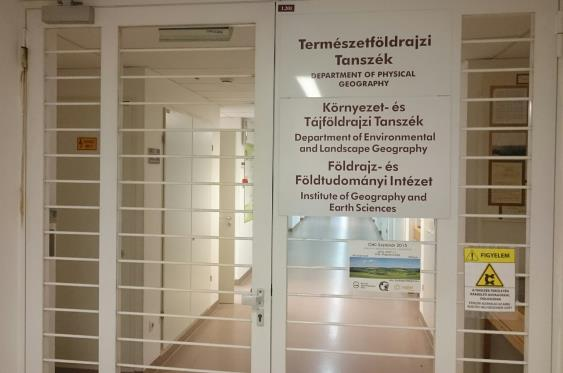 1.201
Természetföldrajzi
Tanszék
DEPARTMENT OF PHYSICAL
GEOGRAPHY
Környezet- és
Tájföldrajzi Tanszék
Department of Environmental
and Landscape Geography
Földrajz- és
Földtudományi Intézet
Institute of Geography and
Earth Sciences
FIGYELEM